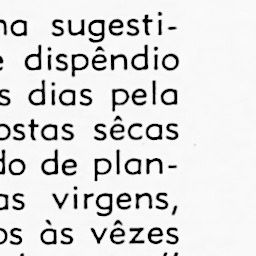 na sugesti-
dispêndio
s dias pela
ostas sêcas
do de plan-
as virgens,
os às vêzes